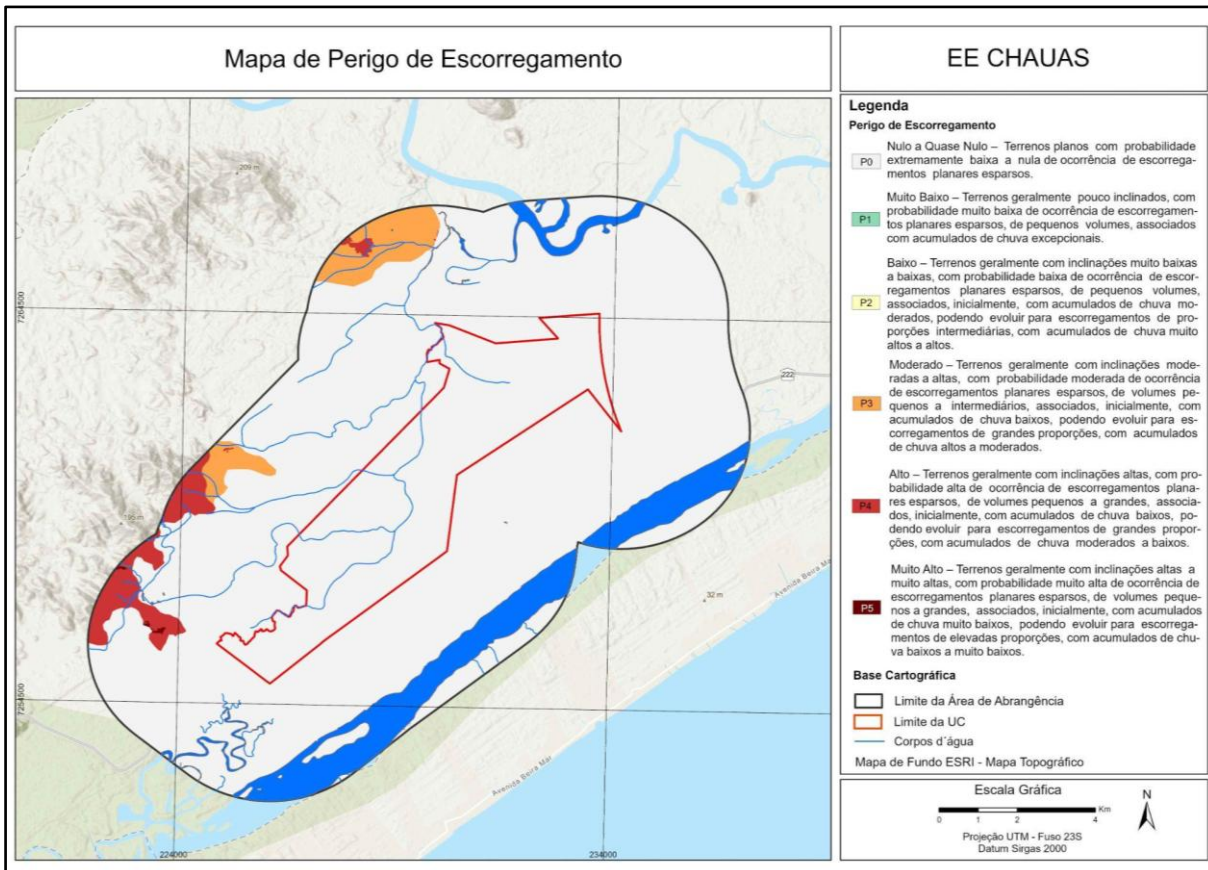 Mapa de Perigo de Escorregamento
EE CHAUAS
209 m
7264500
222
195 m
32 m
Avenida Beira Mar
7254500
Avenida Beira Mar
224000
234000
Legenda
Perigo de Escorregamento
P0
Nulo a Quase Nulo – Terrenos planos com probabilidade
extremamente baixa a nula de ocorrência de escorrega-
mentos planares esparsos.
P1
Muito Baixo – Terrenos geralmente pouco inclinados, com
probabilidade muito baixa de ocorrência de escorregamen-
tos planares esparsos, de pequenos volumes, associados
com acumulados de chuva excepcionais.
P2
Baixo – Terrenos geralmente com inclinações muito baixas
a baixas, com probabilidade baixa de ocorrência de escor-
regamentos planares esparsos, de pequenos volumes,
associados, inicialmente, com acumulados de chuva mo-
derados, podendo evoluir para escorregamentos de pro-
porções intermediárias, com acumulados de chuva muito
altos a altos.
P3
Moderado – Terrenos geralmente com inclinações mode-
radas a altas, com probabilidade moderada de ocorrência
de escorregamentos planares esparsos, de volumes pe-
quenos a intermediários, associados, inicialmente, com
acumulados de chuva baixos, podendo evoluir para es-
corregamentos de grandes proporções, com acumulados
de chuva altos a moderados.
P4
Alto – Terrenos geralmente com inclinações altas, com pro-
babilidade alta de ocorrência de escorregamentos plana-
res esparsos, de volumes pequenos a grandes, associa-
dos, inicialmente, com acumulados de chuva baixos, po-
dendo evoluir para escorregamentos de grandes propor-
ções, com acumulados de chuva moderados a baixos.
P5
Muito Alto – Terrenos geralmente com inclinações altas a
muito altas, com probabilidade muito alta de ocorrência de
escorregamentos planares esparsos, de volumes peque-
nos a grandes, associados, inicialmente, com acumulados
de chuva muito baixos, podendo evoluir para escorrega-
mentos de elevadas proporções, com acumulados de chu-
va baixos a muito baixos.
Base Cartográfica
Limite da Área de Abrangência
Limite da UC
Corpos d´água
Mapa de Fundo ESRI - Mapa Topográfico
Escala Gráfica
Km
0 1 2 4
N
Projeção UTM - Fuso 23S
Datum Sirgas 2000